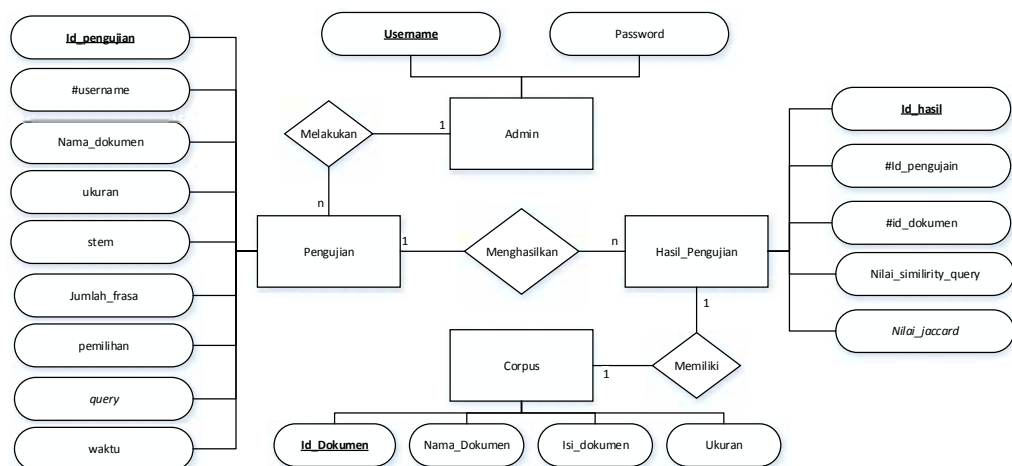 Id_pengujian
#username
Nama_dokumen
ukuran
stem
Jumlah_frasa
pemilihan
query
waktu
Username
Password
Admin
1
Melakukan
n
Pengujian
1
Menghasilkan
n
Hasil_Pengujian
Id_hasil
#Id_pengujain
#id_dokumen
Nilai_similirity_query
Nilai_jaccard
1
Memiliki
1
Corpus
Id_Dokumen
Nama_Dokumen
Isi_dokumen
Ukuran